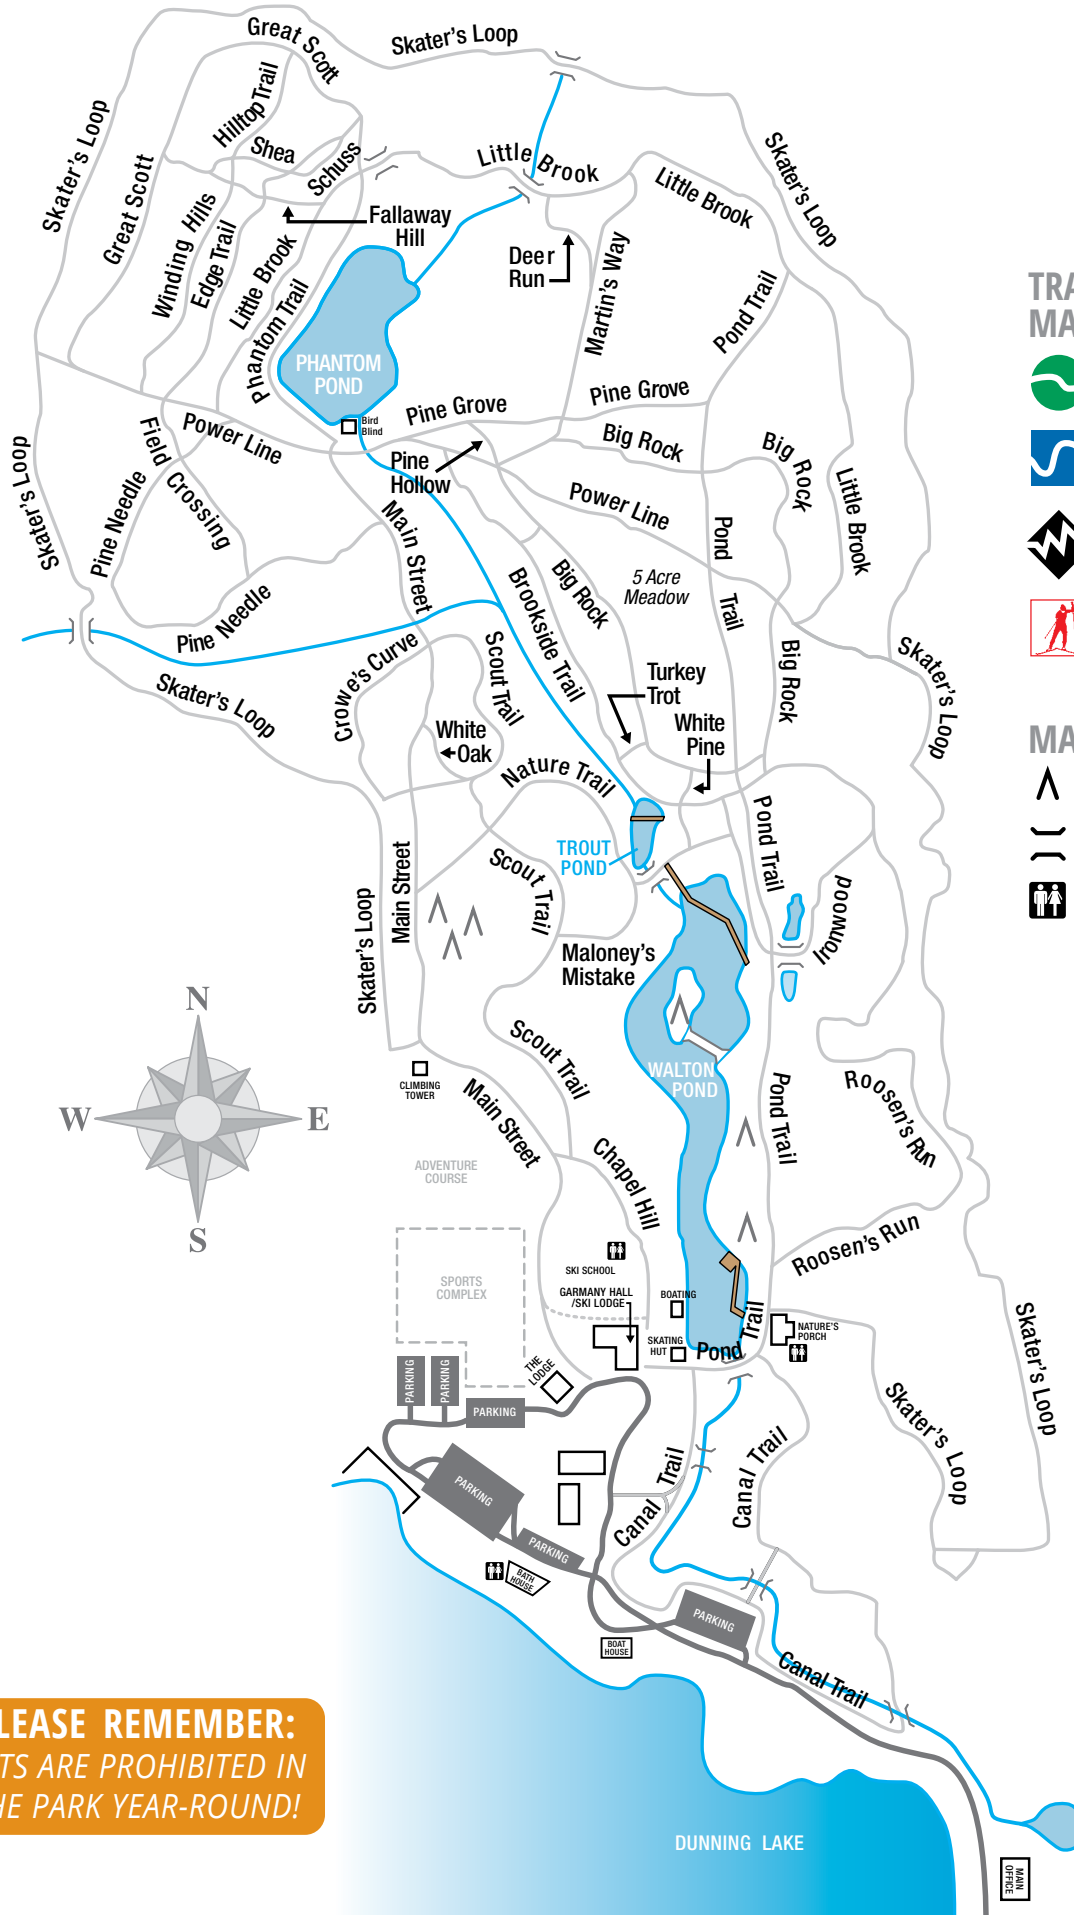 Great Scott
Skater's Loop
Skater's Loop
Hilltop Trail
Shea
Schuss
Little Brook
Little Brook
Skater's Loop
Great Scott
Winding Hills
Edge Trail
Little Brook
Phantom Trail
Fallaway
Hill
Deer
Run
Martin's Way
Pond Trail
TRA
MA
PHANTOM
POND
Bird
Blind
Pine Grove
Pine Grove
Power Line
Field Crossing
Pine Needle
Skater's Loop
Pine
Hollow
Big Rock
Big Rock
Little Brook
Power Line
Main Street
Pond Trail
5 Acre
Meadow
Big Rock
Brookside Trail
Pine Needle
Skater's Loop
Crowe's Curve
Scout Trail
White
Oak
Turkey
Trot
White
Pine
Big Rock
Skater's Loop
MA
Nature Trail
TROUT
POND
Pond Trail
Ironwood
Scout Trail
Main Street
Skater's Loop
Maloney's
Mistake
N
W
E
S
CLIMBING
TOWER
Scout Trail
WALTON
POND
Main Street
Pond Trail
Roosen's Run
ADVENTURE
COURSE
Chapel Hill
Roosen's Run
SPORTS
COMPLEX
SKI SCHOOL
GARMANY HALL
/SKI LODGE
BOATING
SKATING
HUT
Pond Trail
NATURE'S
PORCH
Skater's Loop
THE
LODGE
PARKING
PARKING
PARKING
PARKING
PARKING
Canal Trail
Canal Trail
Skater's Loop
BATH
HOUSE
PARKING
BOAT
HOUSE
Canal Trail
LEASE REMEMBER:
TS ARE PROHIBITED IN
HE PARK YEAR-ROUND!
DUNNING LAKE
MAIN
OFFICE